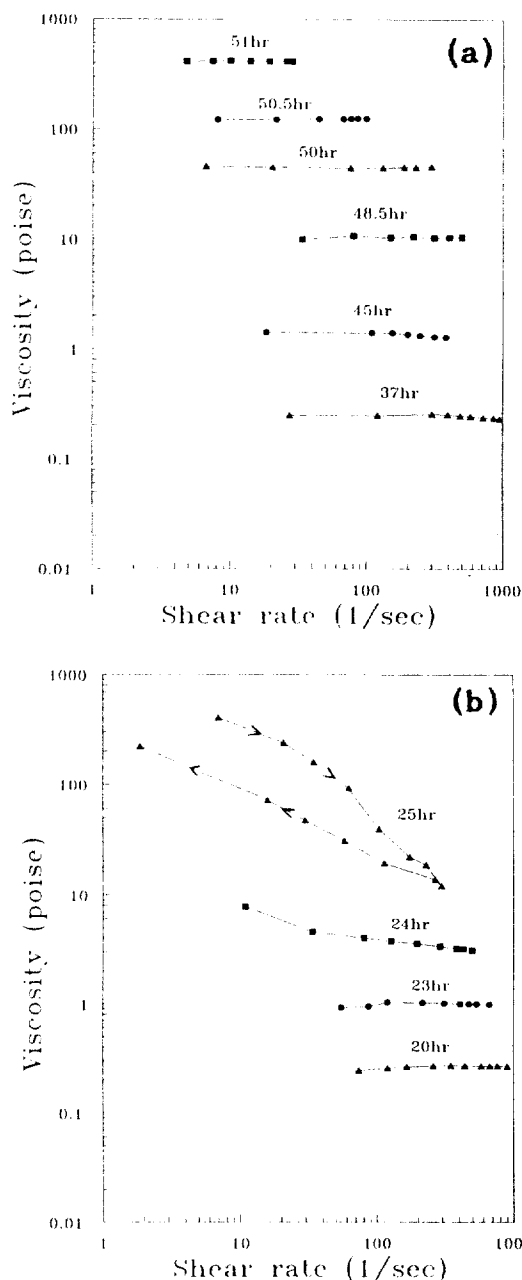 1000
(a)
51hr
50.5hr
100
50hr
48.5hr
10
45hr
1
37hr
0.1
0.01
1
10
100
1000
Viscosity (poise)
Shear rate (1/sec)
1000
(b)
100
25hr
10
24hr
23hr
1
20hr
0.1
0.01
1
10
100
100
Viscosity (poise)
Shear rate (1/sec)